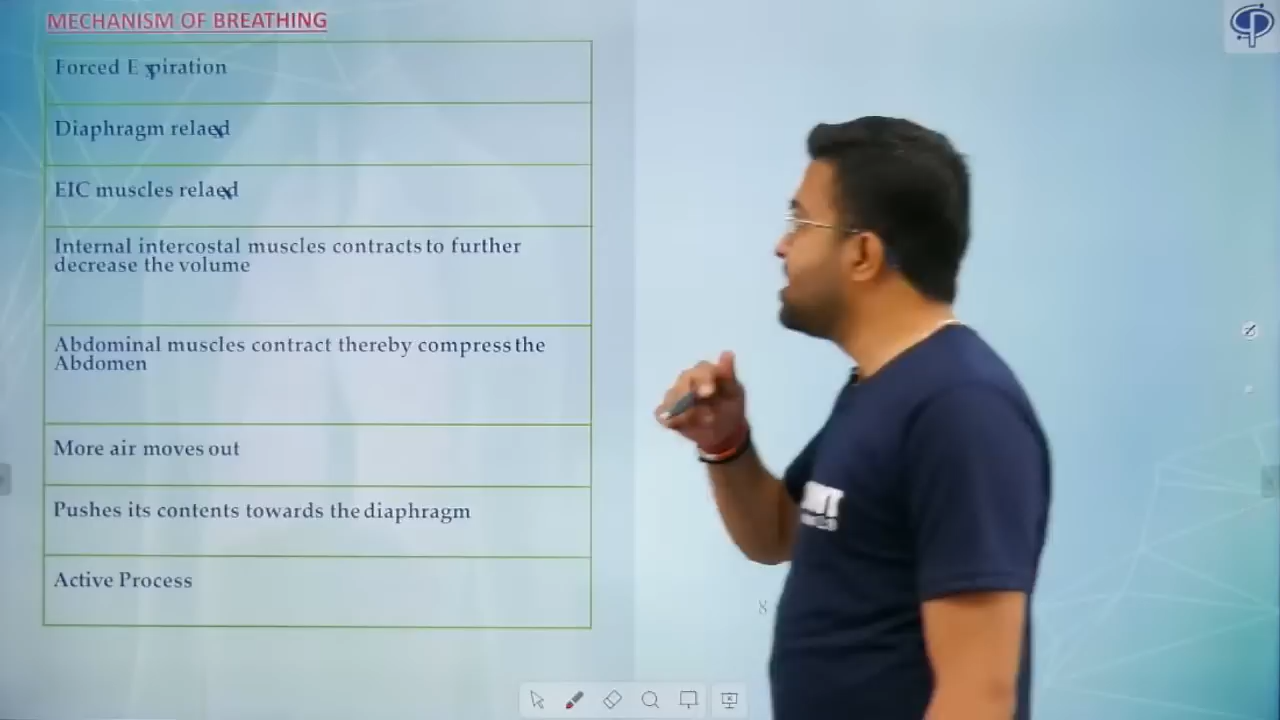 MECHANISM OF BREATHING
Forced Expiration
Diaphragm relaxed
EIC muscles relaxed
Internal intercostal muscles contracts to further
decrease the volume
Abdominal muscles contract thereby compress the
Abdomen
More air moves out
Pushes its contents towards the diaphragm
Active Process
8